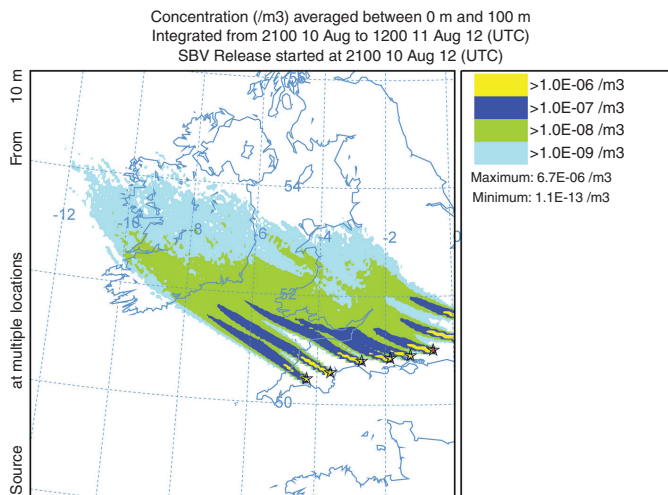 Concentration (/m3) averaged between 0 m and 100 m
Integrated from 2100 10 Aug to 1200 11 Aug 12 (UTC)
SBV Release started at 2100 10 Aug 12 (UTC)
Source at multiple locations From 10 m
56
54
-12
-10
-8
-6
-4
-2
0
52
50
>1.0E-06 /m3
>1.0E-07 /m3
>1.0E-08 /m3
>1.0E-09 /m3
Maximum: 6.7E-06 /m3
Minimum: 1.1E-13 /m3